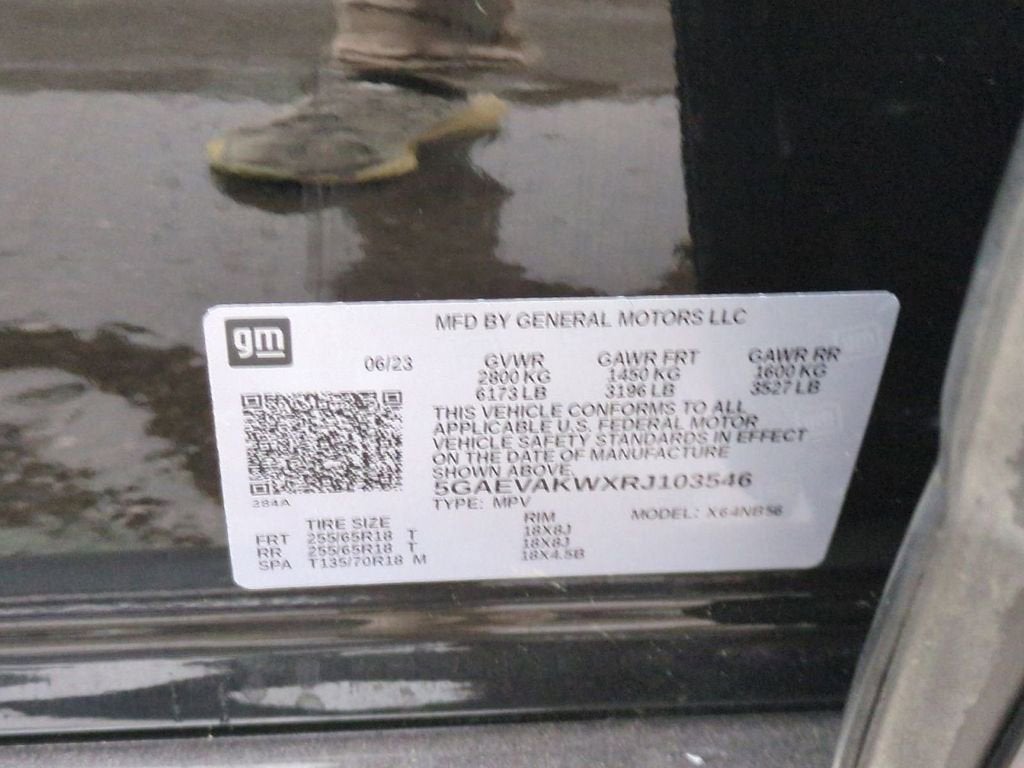 gm
MFD BY GENERAL MOTORS LLC
06/23
GVWR GAWR FRT GAWR RR
2800 KG 1450 KG 1600 KG
6173 LB 3196 LB 3527 LB
THIS VEHICLE CONFORMS TO ALL
APPLICABLE U.S. FEDERAL MOTOR
VEHICLE SAFETY STANDARDS IN EFFECT
ON THE DATE OF MANUFACTURE
SHOWN ABOVE.
5GAEVAKWXRJ103546
284A
TYPE: MPV MODEL: X64NB56
TIRE SIZE RIM
FRT 255/65R18 T 18X8J
RR 255/65R18 T 18X8J
SPA T135/70R18 M 18X4.5B